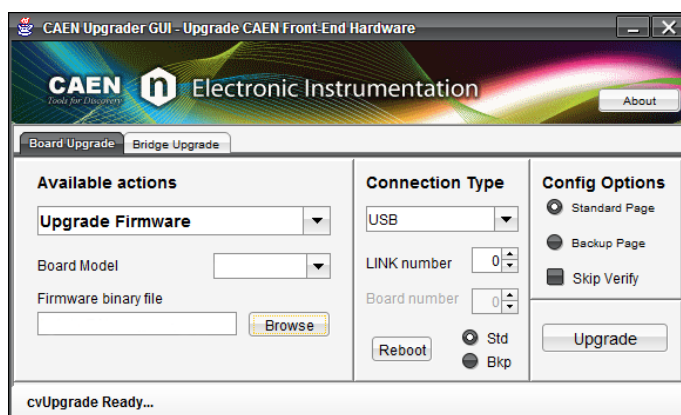 CAEN Upgrader GUI - Upgrade CAEN Front-End Hardware
CAEN n Electronic Instrumentation
Tools for Discovery
About
Board Upgrade Bridge Upgrade
Available actions
Upgrade Firmware
Board Model
Firmware binary file
Browse
Connection Type
USB
LINK number 0
Board number 0
Reboot Std
Bkp
Config Options
Standard Page
Backup Page
Skip Verify
Upgrade
cvUpgrade Ready...